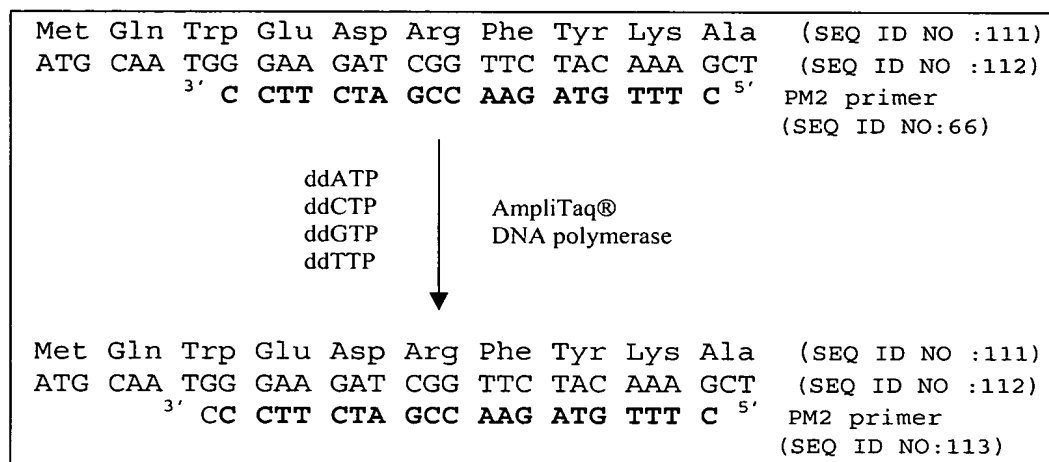 Met Gln Trp Glu Asp Arg Phe Tyr Lys Ala (SEQ ID NO :111)
ATG CAA TGG GAA GAT CGG TTC TAC AAA GCT (SEQ ID NO :112)
3' C CTT CTA GCC AAG ATG TTT C 5' PM2 primer
(SEQ ID NO:66)
ddATP
ddCTP AmpliTaq®
ddGTP DNA polymerase
ddTTP
Met Gln Trp Glu Asp Arg Phe Tyr Lys Ala (SEQ ID NO :111)
ATG CAA TGG GAA GAT CGG TTC TAC AAA GCT (SEQ ID NO :112)
3' CC CTT CTA GCC AAG ATG TTT C 5' PM2 primer
(SEQ ID NO:113)